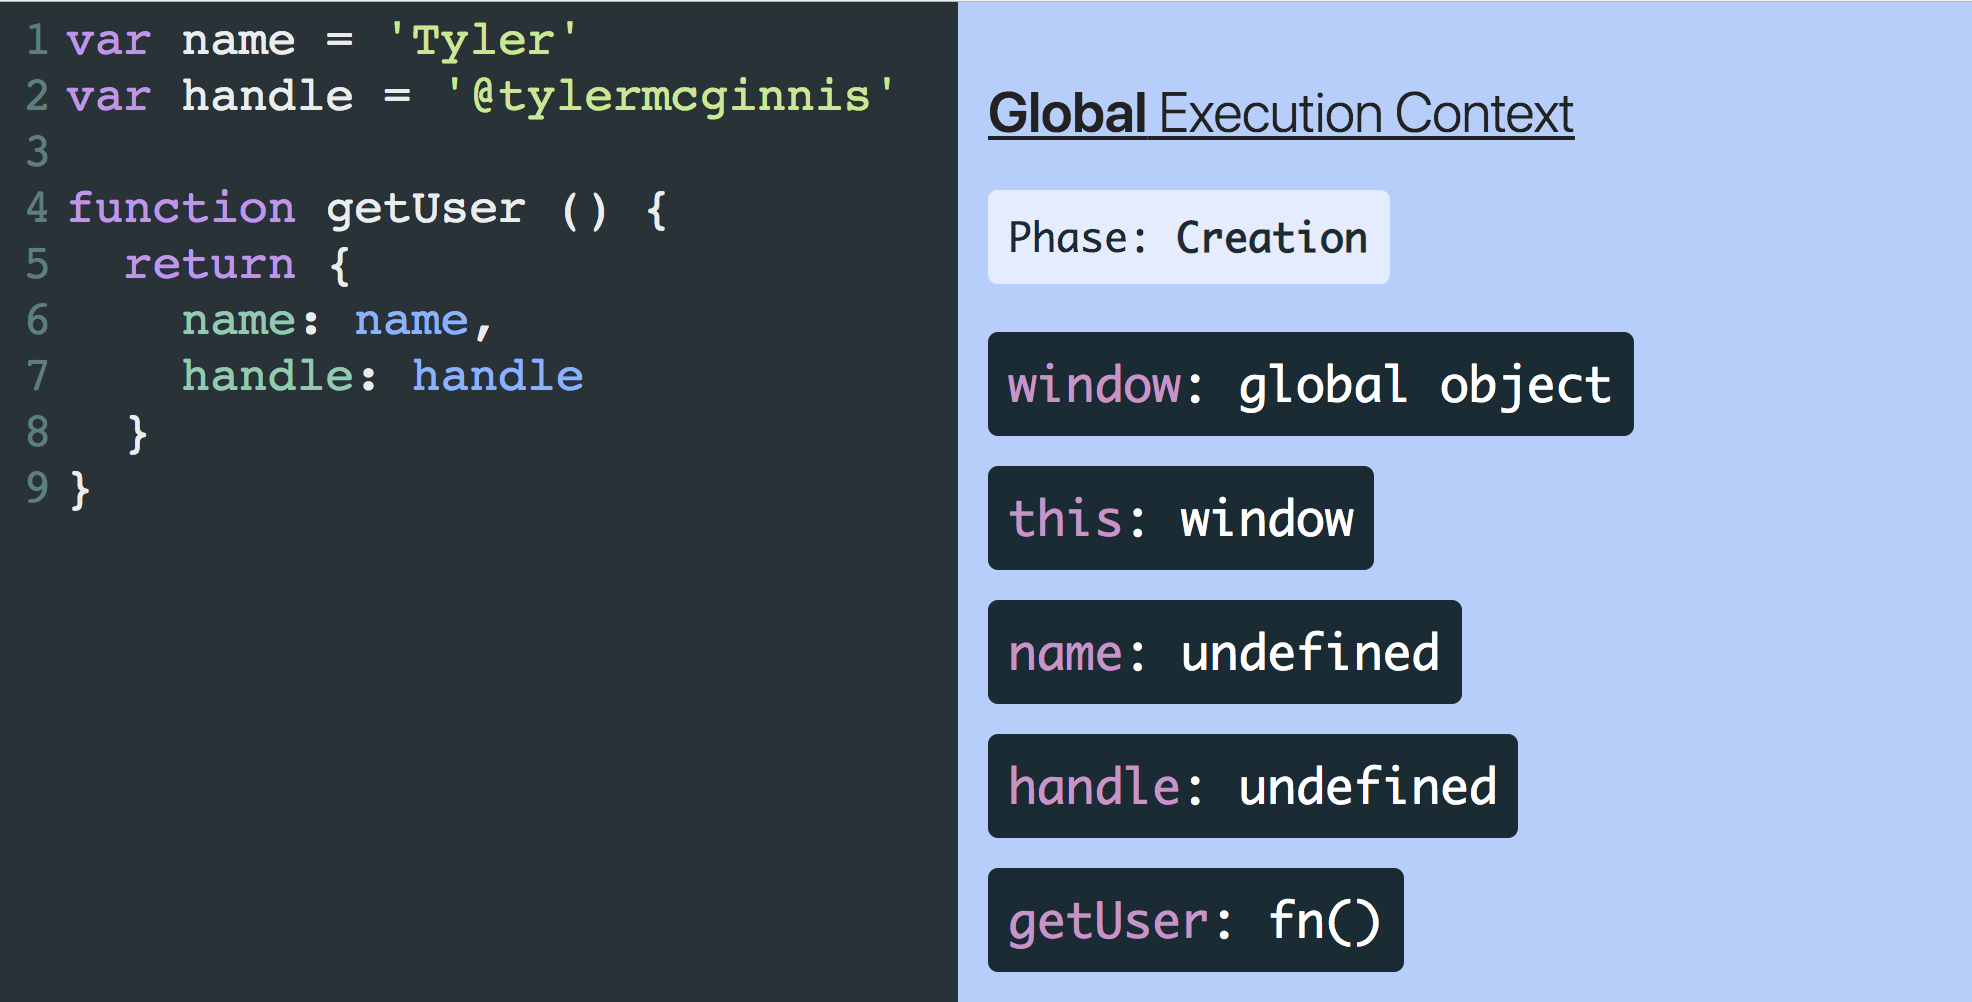 1 var name = 'Tyler'
2 var handle = '@tylermcginnis'
3
4 function getUser () {
5   return {
6     name: name,
7     handle: handle
8   }
9 }
Global Execution Context
Phase: Creation
window: global object
this: window
name: undefined
handle: undefined
getUser: fn()